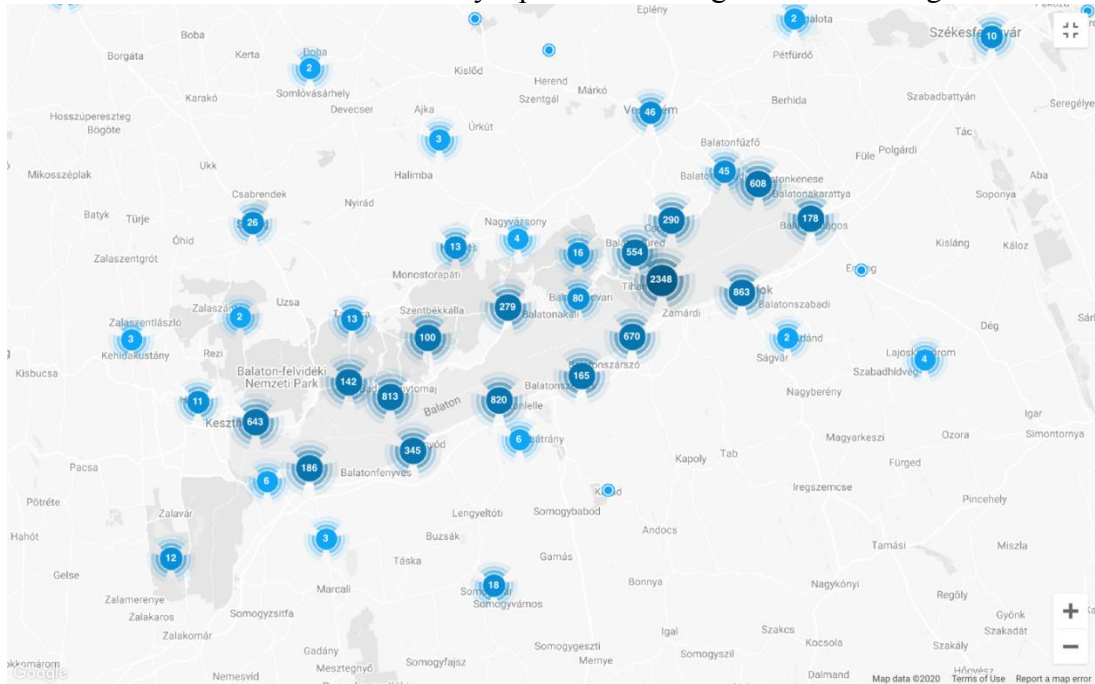 Eplény
2
Székesfehérvár
10
Boba
Borgáta
Kerta
Doba
2
Kislőd
Pétfürdő
Somlóvásárhely
Herend
Márkó
Szentgál
Karakó
Devecser
Ajka
Úrkút
46
Berhida
Szabadbattyán
Seregélye
Hosszúpereszteg
Bögöte
3
Balatonfűzfő
Tác
Polgárdi
Füle
Mikosszéplak
Ukk
Halimba
45
608
Balatonakarattya
Aba
Soponya
Csabrendek
Nyirád
Batyk
Türje
26
Nagyvázsony
290
178
Óhid
13
4
16
554
Kisláng
Káloz
Zalaszentgrót
Monostorapáti
2348
863
Balatonszabadi
Uzsa
279
80
Zamárdi
Szentbékkálla
Balatonakali
Zalaszentlászló
2
13
Dég
3
100
670
2
Ságvár
Kehidakustány
Rezi
4
Szabadhídvég
Kisbucsa
Balaton-felvidéki
Nemzeti Park
142
165
Nagyberény
813
Balaton
820
11
643
Igar
345
6
Magyarkeszi
Ozora
Simontornya
Pacsa
186
Balatonfenyves
Kapoly
Tab
Fürged
6
Pötréte
Iregszemcse
Pincehely
Zalavár
Lengyeltóti
Somogybabod
Hahót
3
Buzsák
Andocs
Tamási
Miszla
12
Táska
Gamás
Gelse
Marcali
18
Bonnya
Nagykónyi
Zalamerenye
Somogyvámos
Regöly
Zalakaros
Somogyzsitfa
Gyönk
Zalakomár
Igal
Szakcs
Kocsola
Szakadát
Gadány
Somogygeszti
Somogyszil
Szakály
Mesztegnyő
Somogyfajsz
Mernye
Nemesvid
Dalmand
Hőgyész
Google
Map data ©2020
Terms of Use
Report a map error